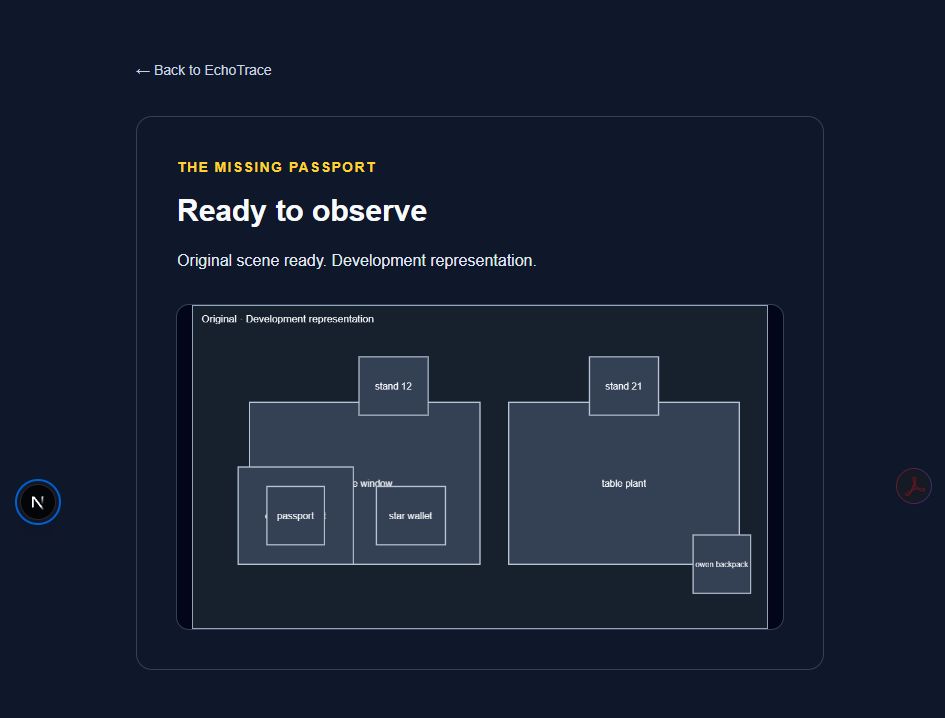 ← Back to EchoTrace
THE MISSING PASSPORT
Ready to observe
Original scene ready. Development representation.
Original · Development representation
stand 12
stand 21
window
table plant
passport
star wallet
owen backpack
N